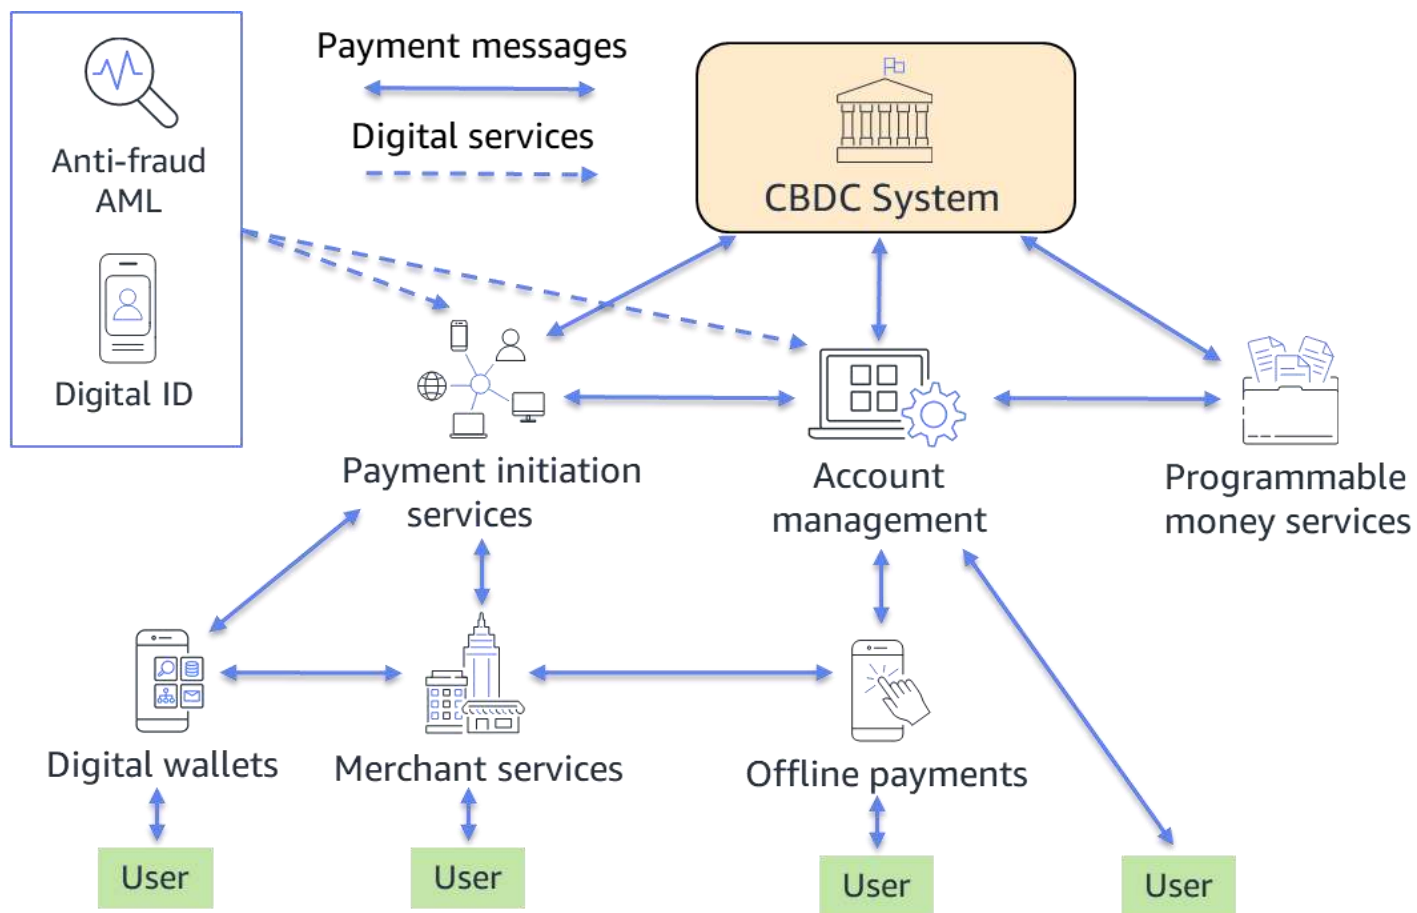 Payment messages
Digital services
Anti-fraud
AML
Digital ID
CBDC System
Payment initiation
services
Account
management
Programmable
money services
Digital wallets
Merchant services
Offline payments
User
User
User
User